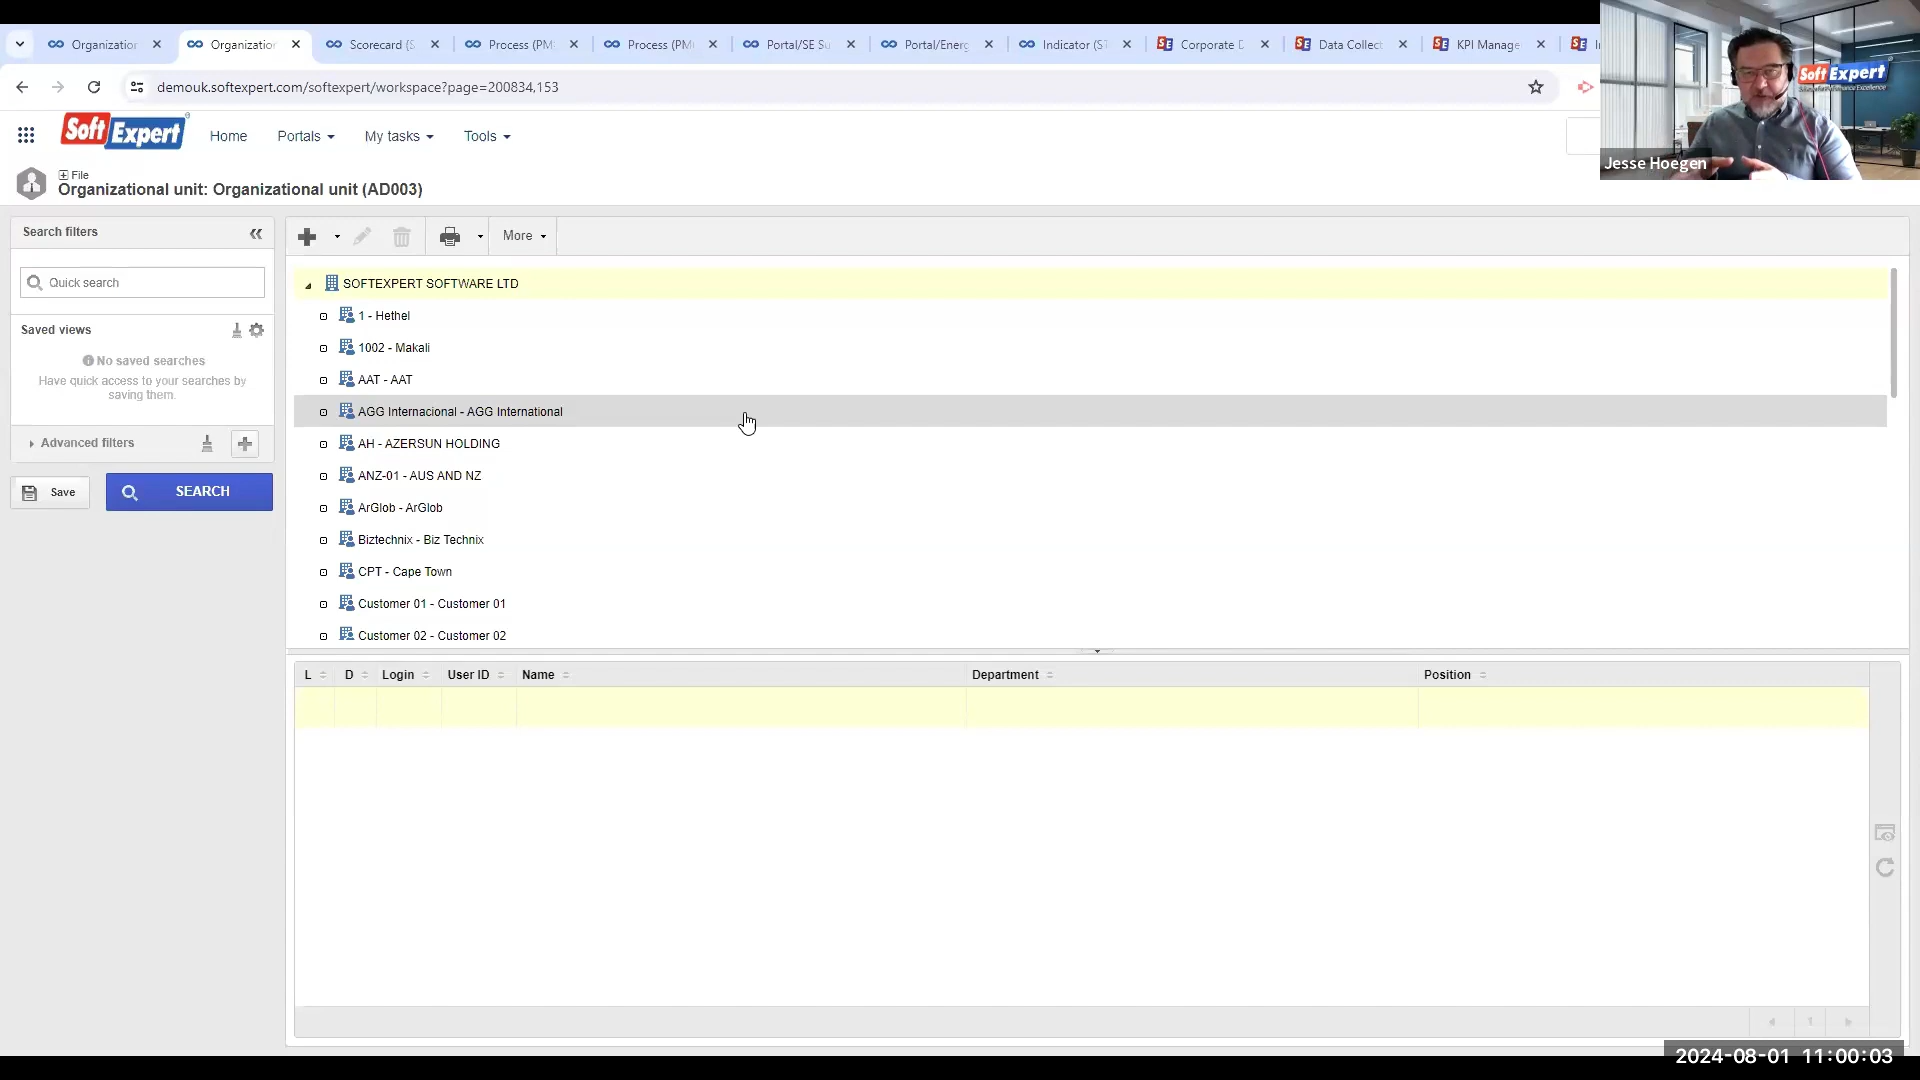 Organization
Organization
Scorecard (S
Process (PM
Process (PM
Portal/SE Su
Portal/Energ
Indicator (ST
Corporate D
Data Collect
KPI Manage
demouk.softexpert.com/softexpert/workspace?page=200834,153
SoftExpert
Home
Portals
My tasks
Tools
SoftExpert
Jesse Hoegen
File
Organizational unit: Organizational unit (AD003)
Search filters
Quick search
Saved views
No saved searches
Have quick access to your searches by
saving them.
Advanced filters
Save
SEARCH
More
SOFTEXPERT SOFTWARE LTD
1 - Hethel
1002 - Makali
AAT - AAT
AGG Internacional - AGG International
AH - AZERSUN HOLDING
ANZ-01 - AUS AND NZ
ArGlob - ArGlob
Biztechnix - Biz Technix
CPT - Cape Town
Customer 01 - Customer 01
Customer 02 - Customer 02
L D Login User ID Name Department Position
1
2024-08-01 11:00:03